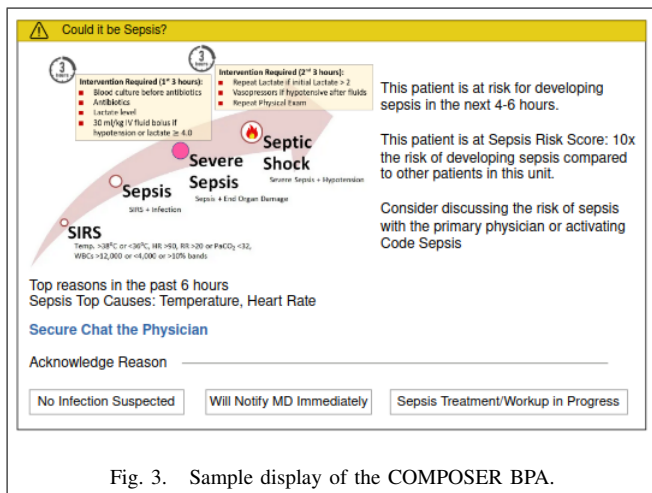 Could it be Sepsis?
3
hours
Intervention Required (1st 3 hours):
Blood culture before antibiotics
Antibiotics
Lactate level
30 ml/kg IV fluid bolus if
hypotension or lactate ≥ 4.0
3
hours
Intervention Required (2nd 3 hours):
Repeat Lactate if initial Lactate > 2
Vasopressors if hypotensive after fluids
Repeat Physical Exam
Septic
Shock
Severe Sepsis + Hypotension
Severe
Sepsis
Sepsis + End Organ Damage
Sepsis
SIRS + Infection
SIRS
Temp. >38°C or <36°C, HR >90, RR >20 or PaCO2 <32,
WBCs >12,000 or <4,000 or >10% bands
This patient is at risk for developing
sepsis in the next 4-6 hours.
This patient is at Sepsis Risk Score: 10x
the risk of developing sepsis compared
to other patients in this unit.
Consider discussing the risk of sepsis
with the primary physician or activating
Code Sepsis
Top reasons in the past 6 hours
Sepsis Top Causes: Temperature, Heart Rate
Secure Chat the Physician
Acknowledge Reason
No Infection Suspected
Will Notify MD Immediately
Sepsis Treatment/Workup in Progress
Fig. 3. Sample display of the COMPOSER BPA.